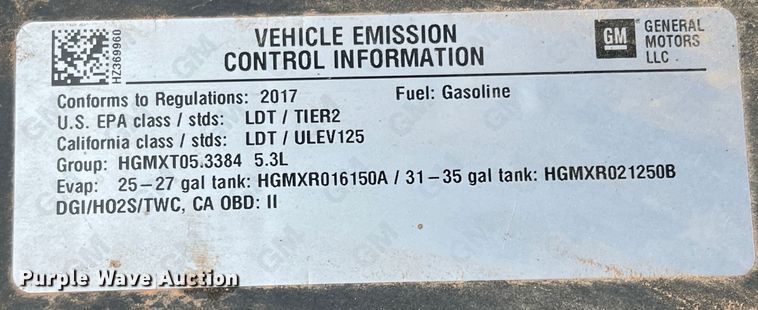 VEHICLE EMISSION
CONTROL INFORMATION
HZ369960
GM
GENERAL
MOTORS
LLC
Conforms to Regulations: 2017 Fuel: Gasoline
U.S. EPA class / stds: LDT / TIER2
California class / stds: LDT / ULEV125
Group: HGMXT05.3384 5.3L
Evap: 25-27 gal tank: HGMXR016150A / 31-35 gal tank: HGMXR021250B
DGI/HO2S/TWC, CA OBD: II
Purple Wave Auction